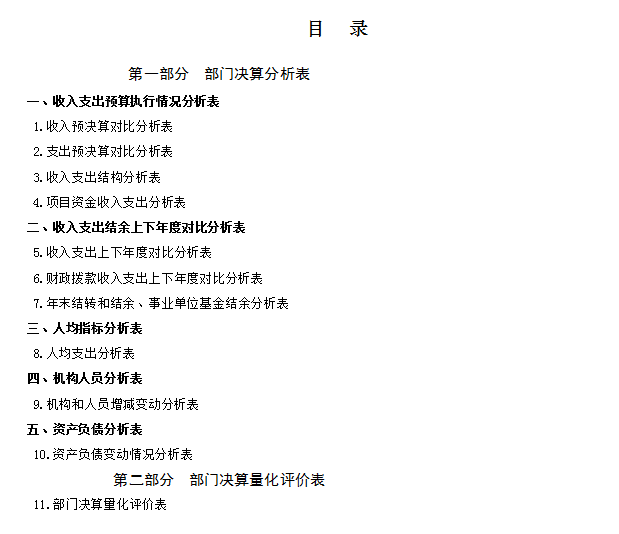 目 录
第一部分 部门决算分析表
一、收入支出预算执行情况分析表
1.收入预决算对比分析表
2.支出预决算对比分析表
3.收入支出结构分析表
4.项目资金收入支出分析表
二、收入支出结余上下年度对比分析表
5.收入支出上下年度对比分析表
6.财政拨款收入支出上下年度对比分析表
7.年末结转和结余、事业单位基金结余分析表
三、人均指标分析表
8.人均支出分析表
四、机构人员分析表
9.机构和人员增减变动分析表
五、资产负债分析表
10.资产负债变动情况分析表
第二部分 部门决算量化评价表
11.部门决算量化评价表